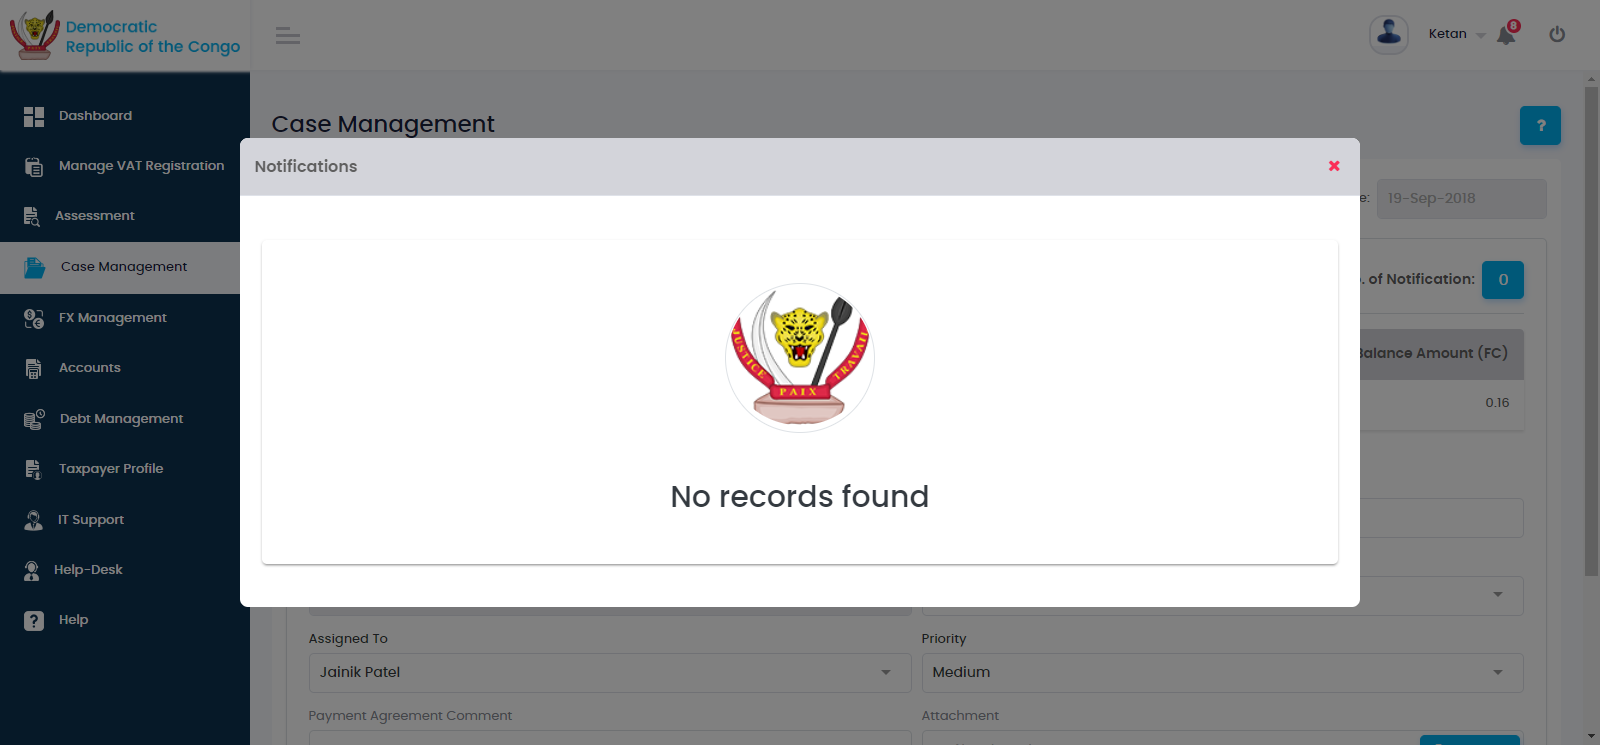 Democratic
Republic of the Congo
Ketan
8
Dashboard
Manage VAT Registration
Assessment
Case Management
FX Management
Accounts
Debt Management
Taxpayer Profile
IT Support
Help-Desk
Help
Case Management
?
Notifications
19-Sep-2018
of Notification:
0
Balance Amount (FC)
0.16
JUSTICE PAIX TRAVAIL
No records found
Assigned To
Priority
Jainik Patel
Medium
Payment Agreement Comment
Attachment